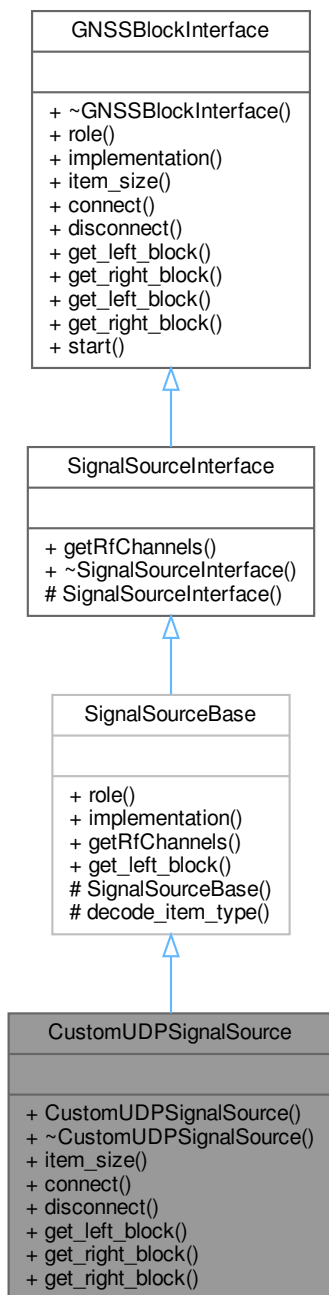 GNSSBlockInterface
+ ~GNSSBlockInterface()
+ role()
+ implementation()
+ item_size()
+ connect()
+ disconnect()
+ get_left_block()
+ get_right_block()
+ get_left_block()
+ get_right_block()
+ start()
SignalSourceInterface
+ getRfChannels()
+ ~SignalSourceInterface()
# SignalSourceInterface()
SignalSourceBase
+ role()
+ implementation()
+ getRfChannels()
+ get_left_block()
# SignalSourceBase()
# decode_item_type()
CustomUDPSignalSource
+ CustomUDPSignalSource()
+ ~CustomUDPSignalSource()
+ item_size()
+ connect()
+ disconnect()
+ get_left_block()
+ get_right_block()
+ get_right_block()